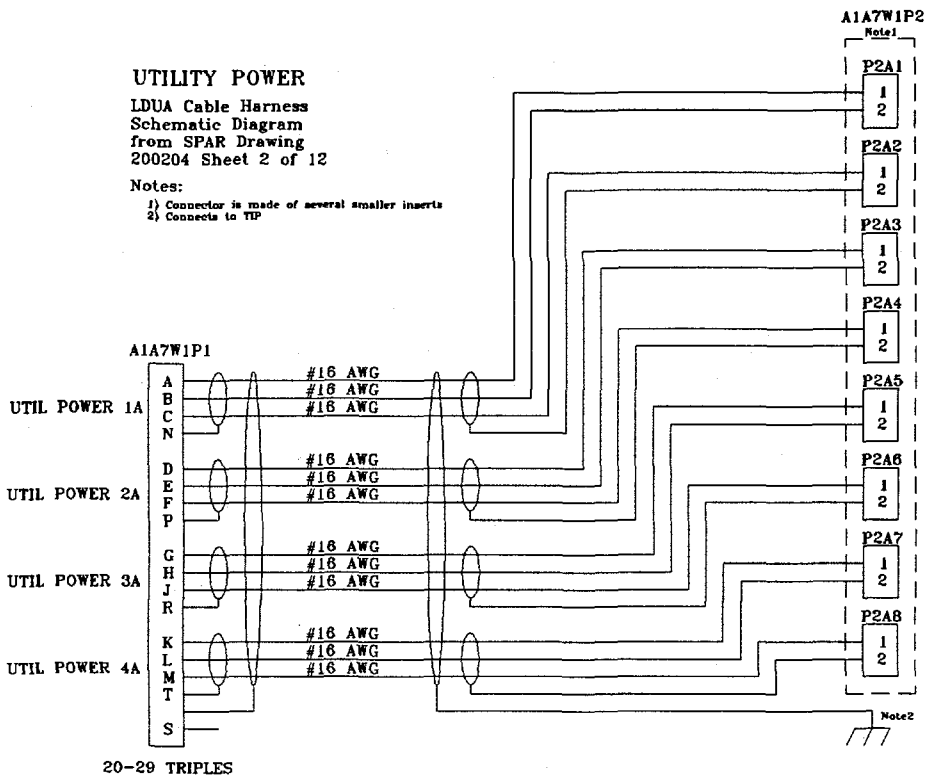 A1A7W1P2
Note1
UTILITY POWER
LDUA Cable Harness
Schematic Diagram
from SPAR Drawing
200204 Sheet 2 of 12
Notes:
1) Connector is made of several smaller inserts
2) Connects to TIP
P2A1
1
2
P2A2
1
2
P2A3
1
2
P2A4
1
2
P2A5
1
2
P2A6
1
2
P2A7
1
2
P2A8
1
2
A1A7W1P1
UTIL POWER 1A
A
B
C
N
#16 AWG
#16 AWG
#16 AWG
UTIL POWER 2A
D
E
F
P
#16 AWG
#16 AWG
#16 AWG
UTIL POWER 3A
G
H
J
R
#16 AWG
#16 AWG
#16 AWG
UTIL POWER 4A
K
L
M
T
#16 AWG
#16 AWG
#16 AWG
S
Note2
20-29 TRIPLES